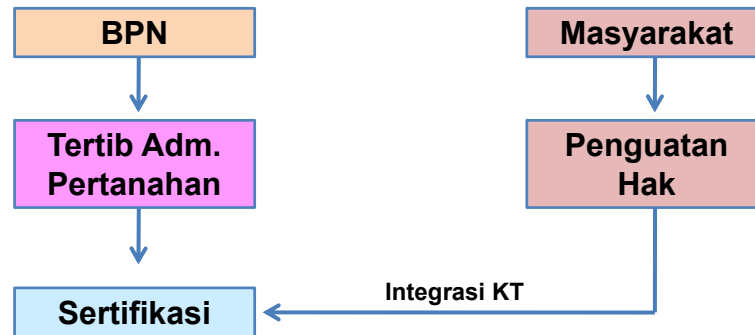 BPN
Masyarakat
Tertib Adm.
Pertanahan
Penguatan
Hak
Integrasi KT
Sertifikasi